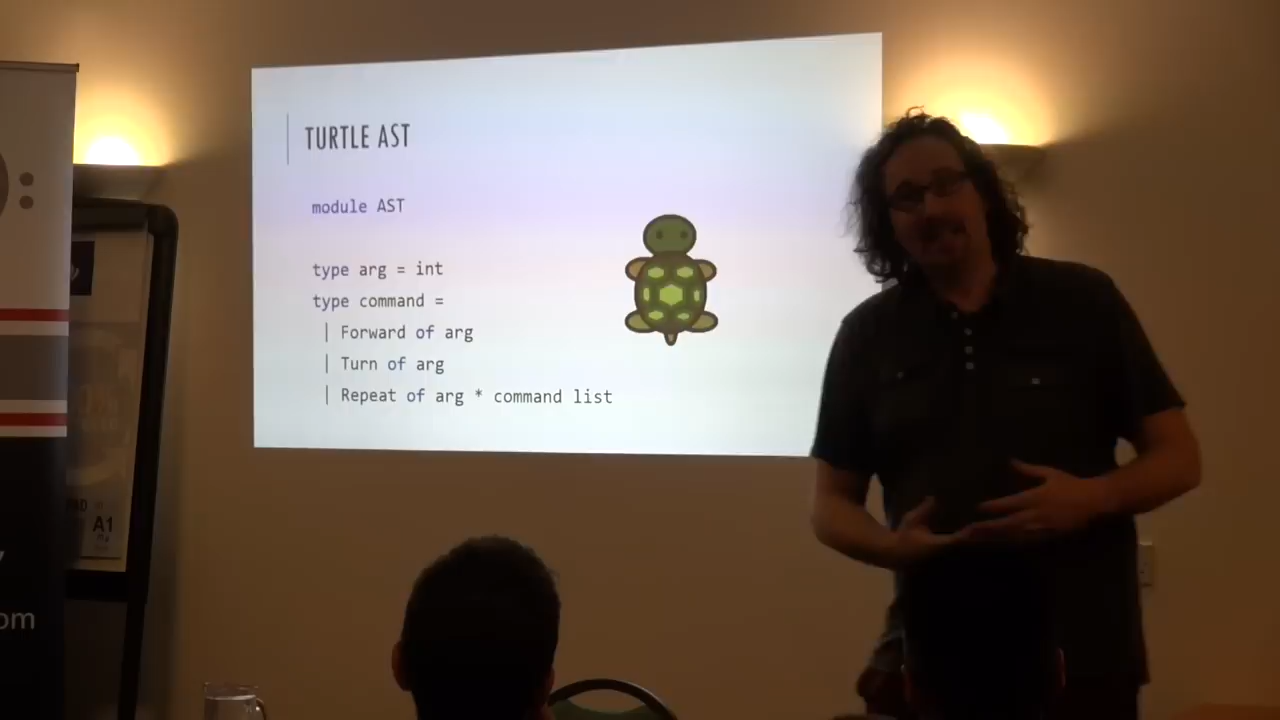 TURTLE AST
module AST
type arg = int
type command =
| Forward of arg
| Turn of arg
| Repeat of arg * command list
A1
om